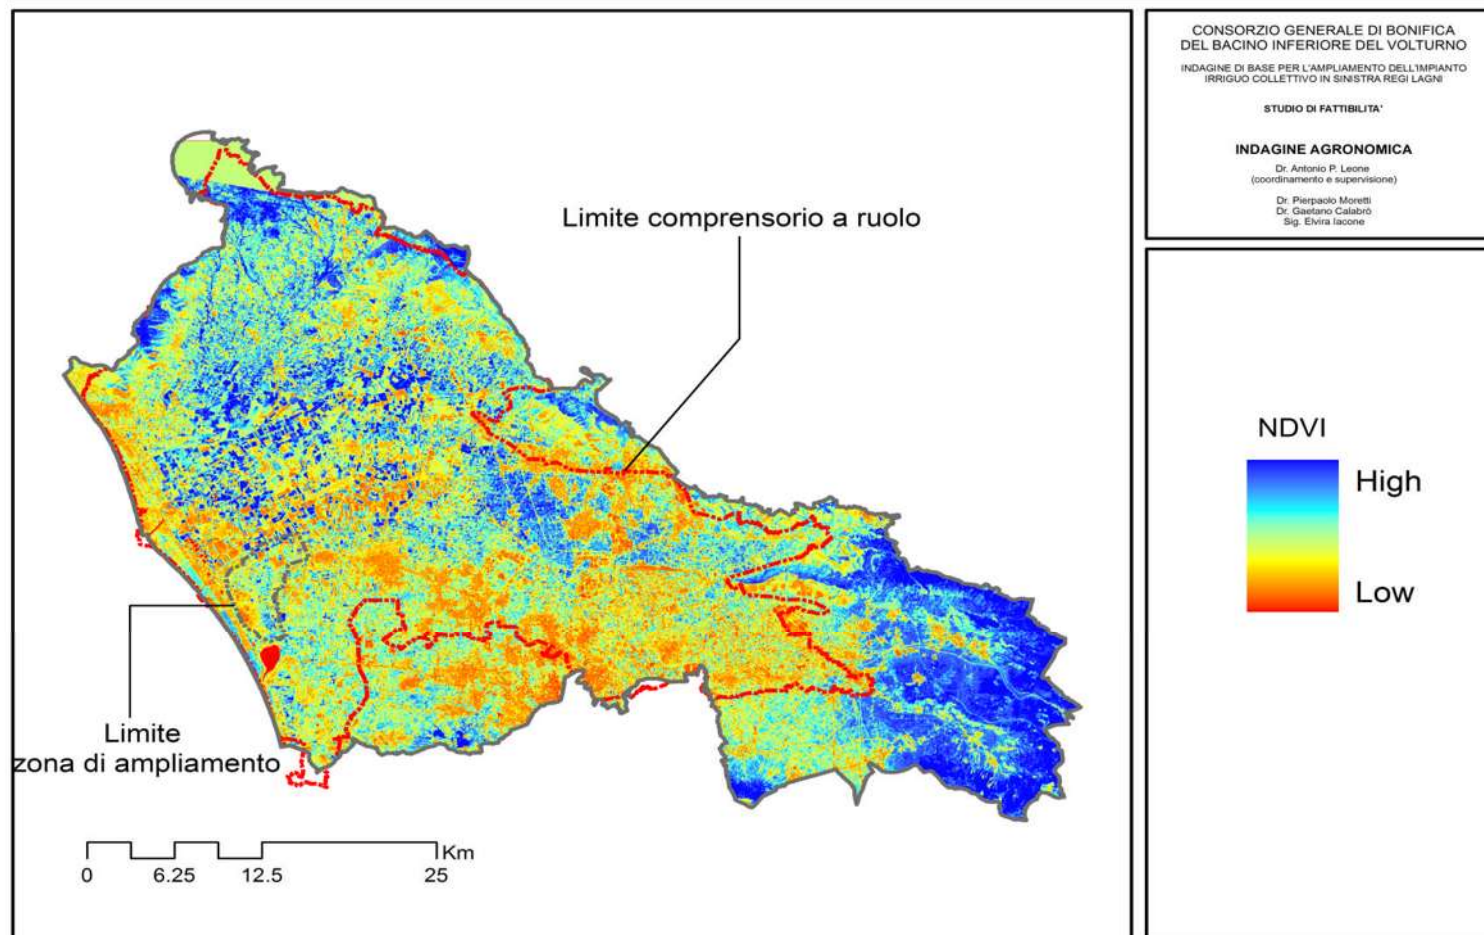 CONSORZIO GENERALE DI BONIFICA
DEL BACINO INFERIORE DEL VOLTURNO
INDAGINE DI BASE PER L'AMPLIAMENTO DELL'IMPIANTO
IRRIGUO COLLETTIVO IN SINISTRA REGI LAGNI
STUDIO DI FATTIBILITA'
INDAGINE AGRONOMICA
Dr. Antonio P. Leone
(coordinamento e supervisione)
Dr. Pierpaolo Moretti
Dr. Gaetano Calabrò
Sig. Elvira Iacone
Limite comprensorio a ruolo
Limite
zona di ampliamento
NDVI
High
Low
Km
0 6.25 12.5 25